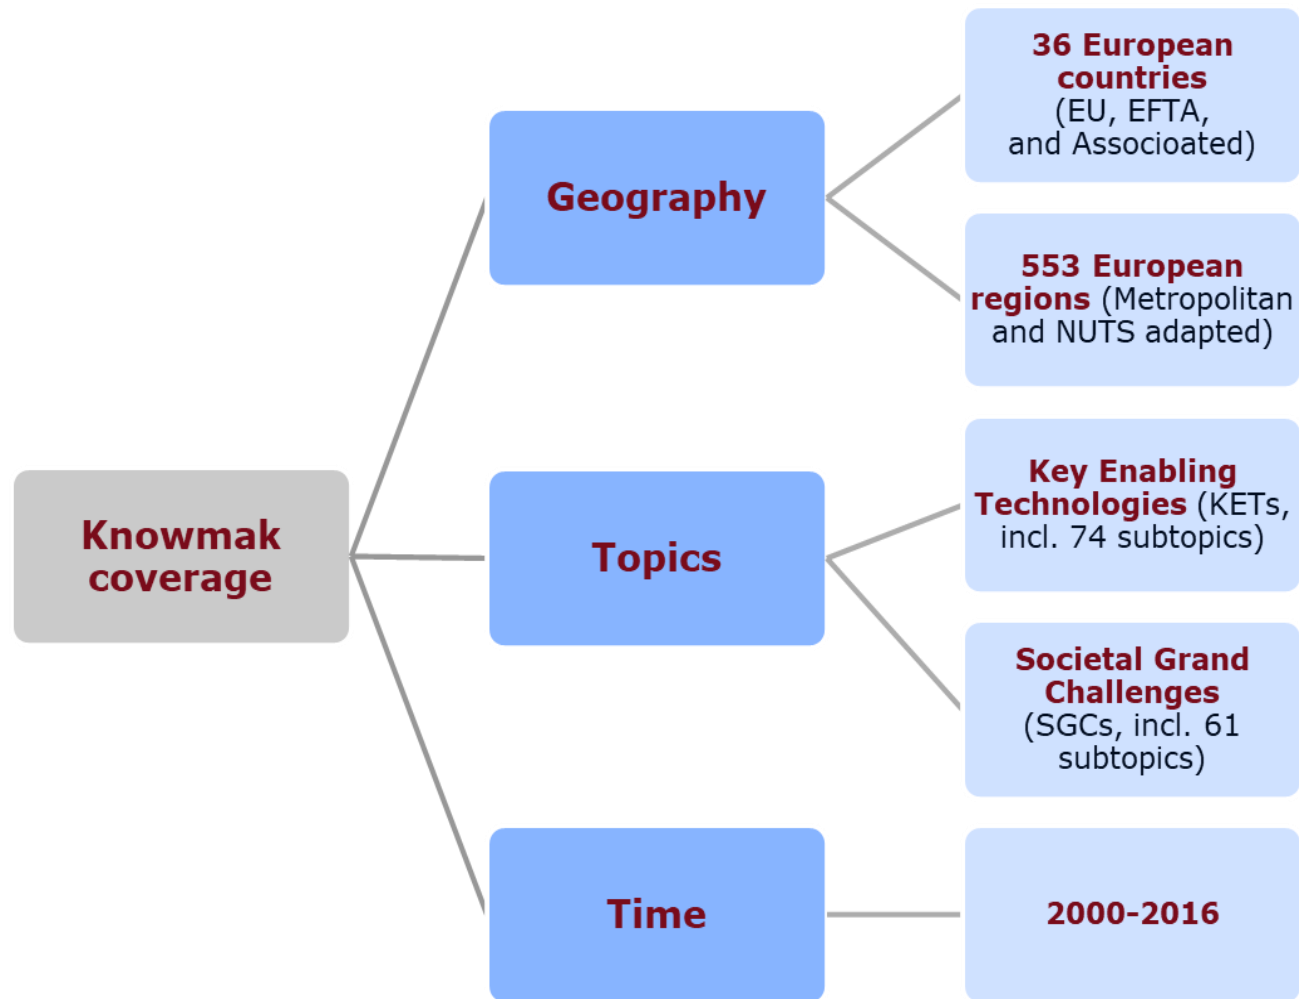 Knowmak
coverage
Geography
36 European
countries
(EU, EFTA,
and Associoated)
553 European
regions (Metropolitan
and NUTS adapted)
Topics
Key Enabling
Technologies (KETs,
incl. 74 subtopics)
Societal Grand
Challenges
(SGCs, incl. 61
subtopics)
Time
2000-2016